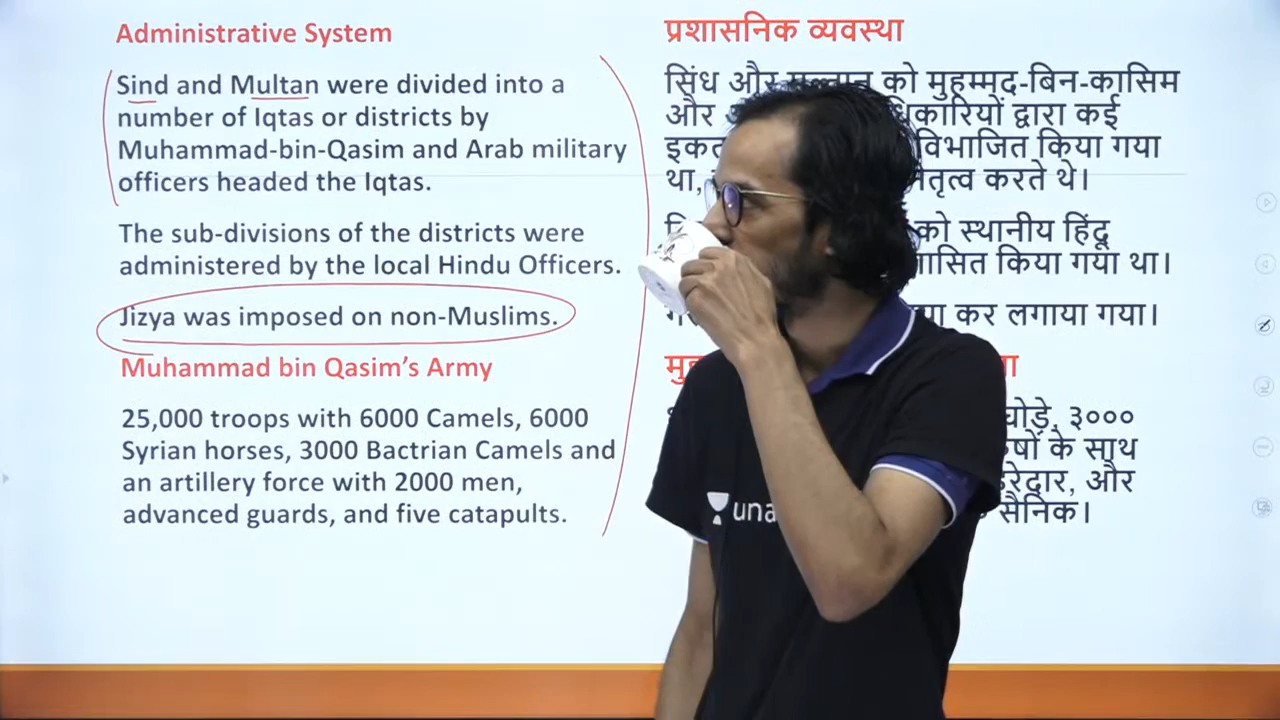 Administrative System
Sind and Multan were divided into a
number of Iqtas or districts by
Muhammad-bin-Qasim and Arab military
officers headed the Iqtas.
The sub-divisions of the districts were
administered by the local Hindu Officers.
Jizya was imposed on non-Muslims.
Muhammad bin Qasim’s Army
25,000 troops with 6000 Camels, 6000
Syrian horses, 3000 Bactrian Camels and
an artillery force with 2000 men,
advanced guards, and five catapults.
प्रशासनिक व्यवस्था
सिंध और को मुहम्मद-बिन-कासिम
और द्वारा कई
विभाजित किया गया
था, करते थे।
को स्थानीय हिंदू
किया गया था।
कर लगाया गया।
घोड़े, ३०००
के साथ
और
सैनिक।
una